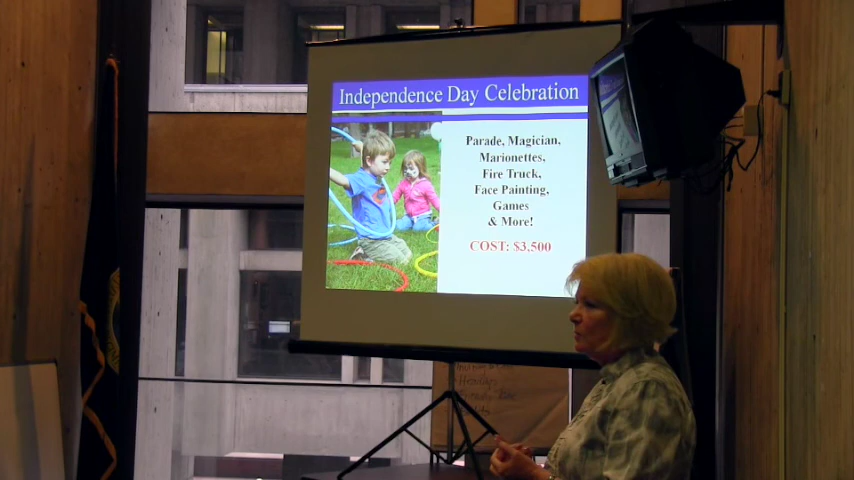 Independence Day Celebration
Parade, Magician,
Marionettes,
Fire Truck,
Face Painting,
Games
& More!
COST: $3,500